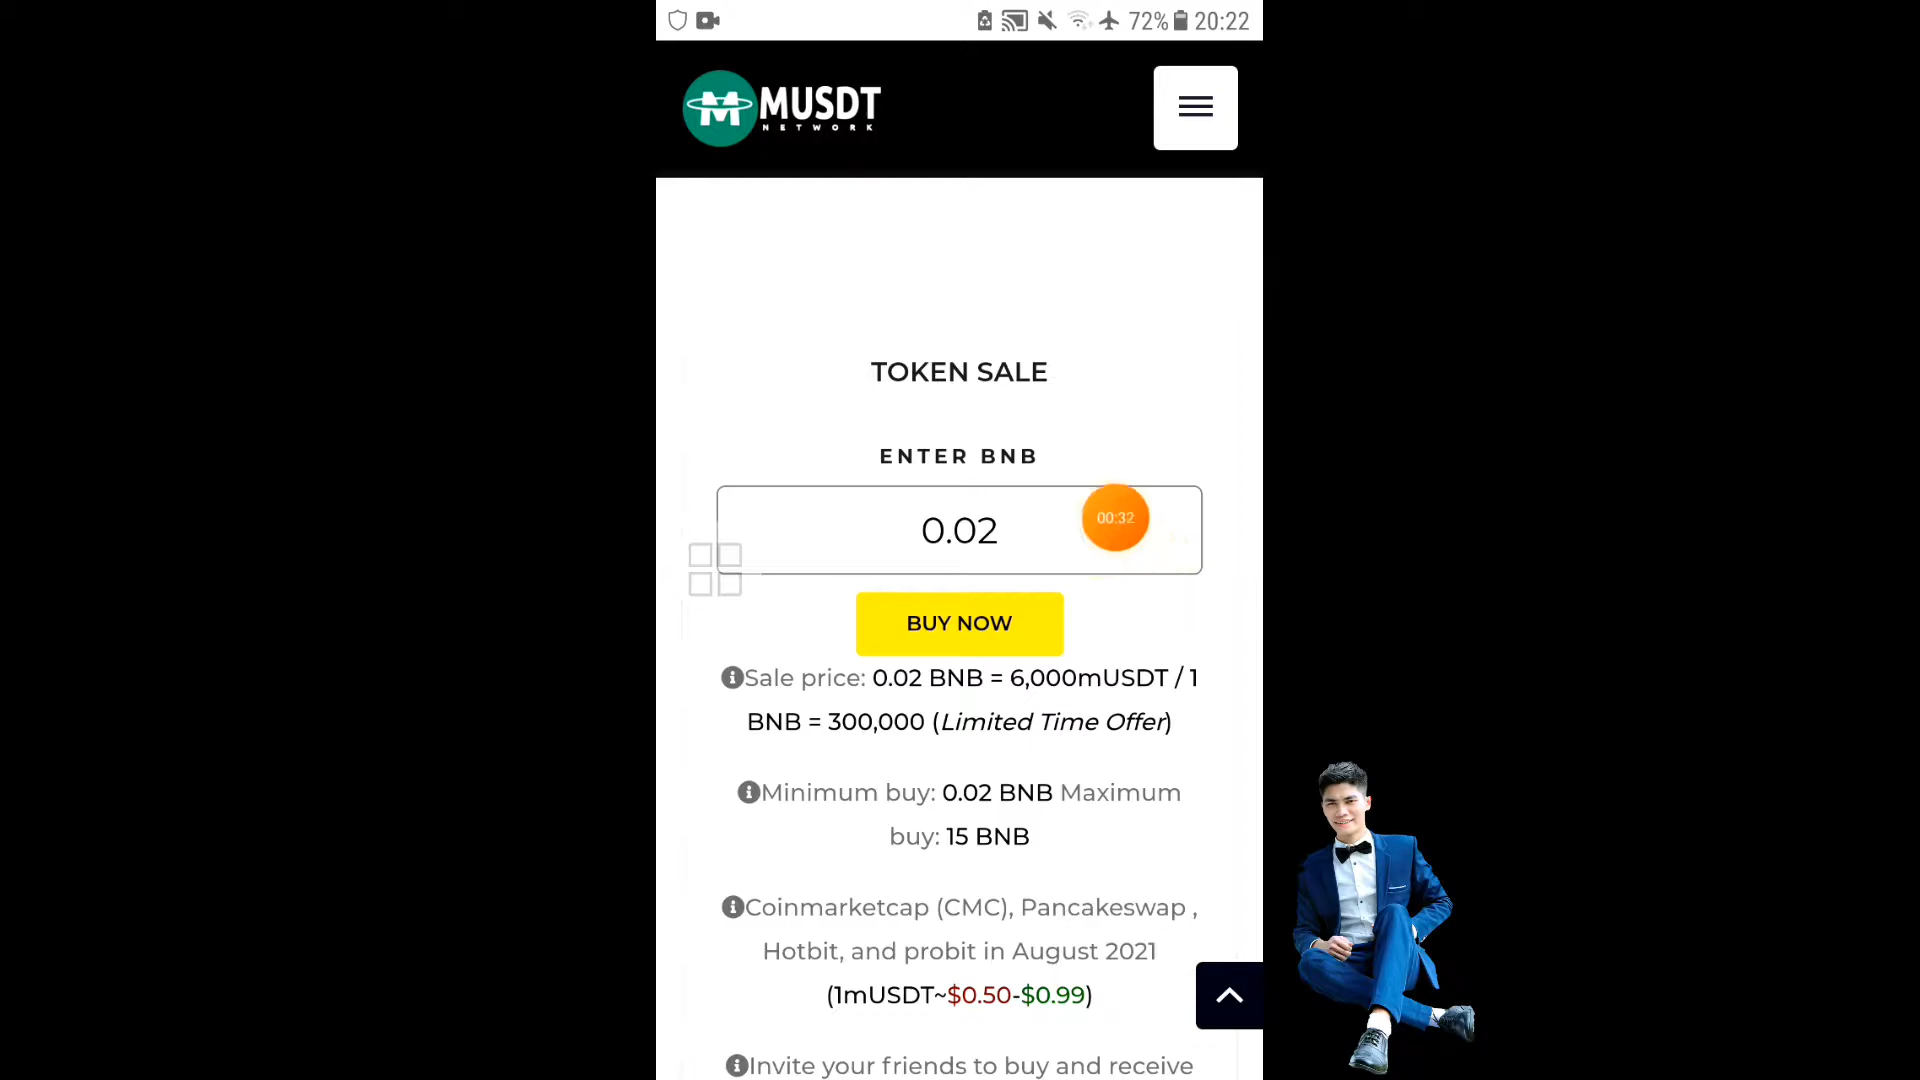 72% 20:22
MUSDT
NETWORK
TOKEN SALE
ENTER BNB
0.02
00:32
BUY NOW
Sale price: 0.02 BNB = 6,000mUSDT / 1
BNB = 300,000 (Limited Time Offer)
Minimum buy: 0.02 BNB Maximum
buy: 15 BNB
Coinmarketcap (CMC), Pancakeswap ,
Hotbit, and probit in August 2021
(1mUSDT~$0.50-$0.99)
Invite your friends to buy and receive